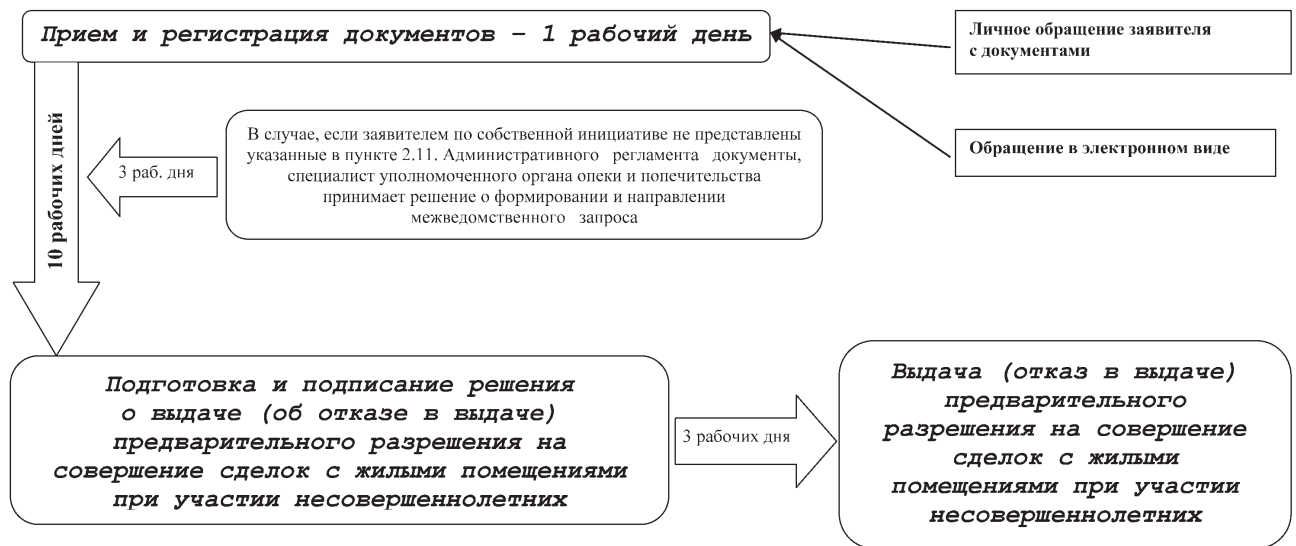 Прием и регистрация документов – 1 рабочий день
Личное обращение заявителя
с документами
Обращение в электронном виде
10 рабочих дней
3 раб. дня
В случае, если заявителем по собственной инициативе не представлены
указанные в пункте 2.11. Административного регламента документы,
специалист уполномоченного органа опеки и попечительства
принимает решение о формировании и направлении
межведомственного запроса
Подготовка и подписание решения
о выдаче (об отказе в выдаче)
предварительного разрешения на
совершение сделок с жилыми помещениями
при участии несовершеннолетних
3 рабочих дня
Выдача (отказ в выдаче)
предварительного
разрешения на совершение
сделок с жилыми
помещениями при участии
несовершеннолетних